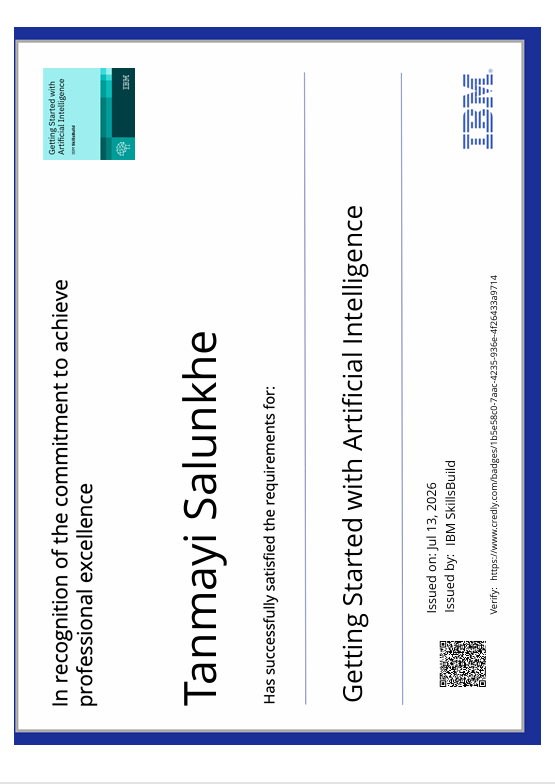 Getting Started with
Artificial Intelligence
IBM SkillsBuild
IBM
IBM
In recognition of the commitment to achieve
professional excellence
Tanmayi Salunkhe
Has successfully satisfied the requirements for:
Getting Started with Artificial Intelligence
Issued on: Jul 13, 2026
Issued by: IBM SkillsBuild
Verify: https://www.credly.com/badges/1b5e58c0-7aac-4235-936e-4f26433a9714